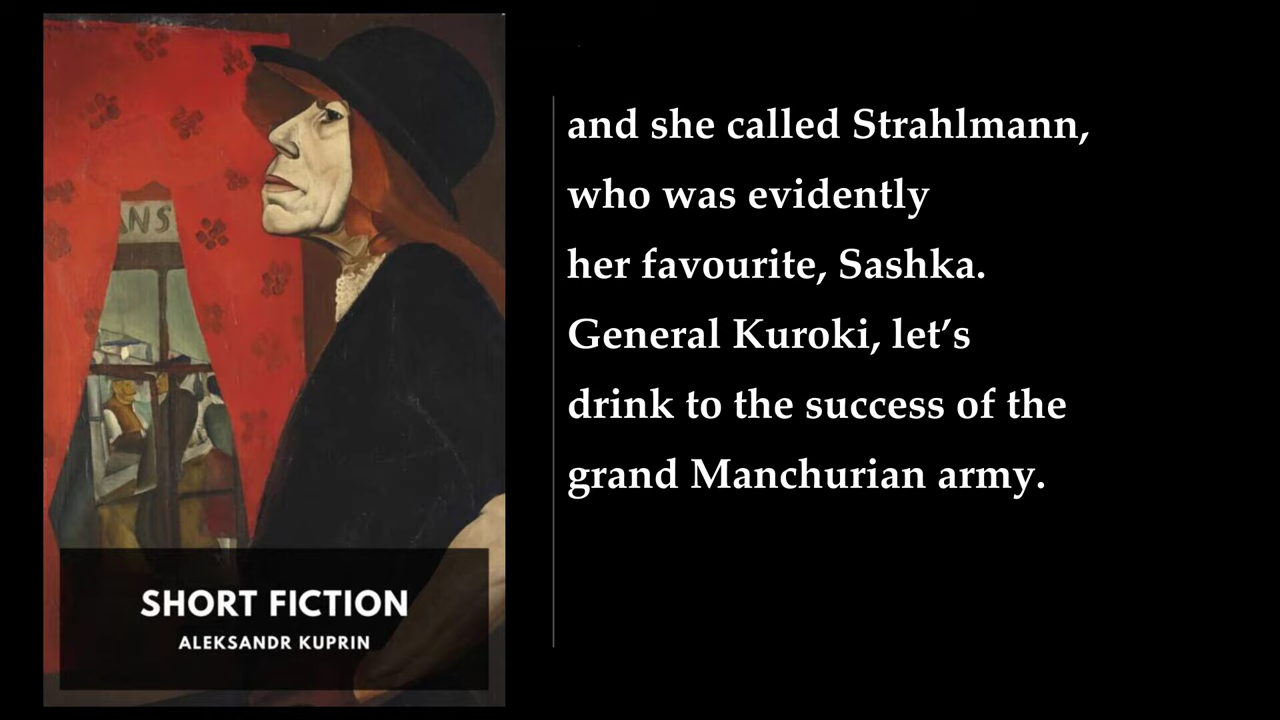 ANS
SHORT FICTION
ALEKSANDR KUPRIN
and she called Strahlmann,
who was evidently
her favourite, Sashka.
General Kuroki, let’s
drink to the success of the
grand Manchurian army.